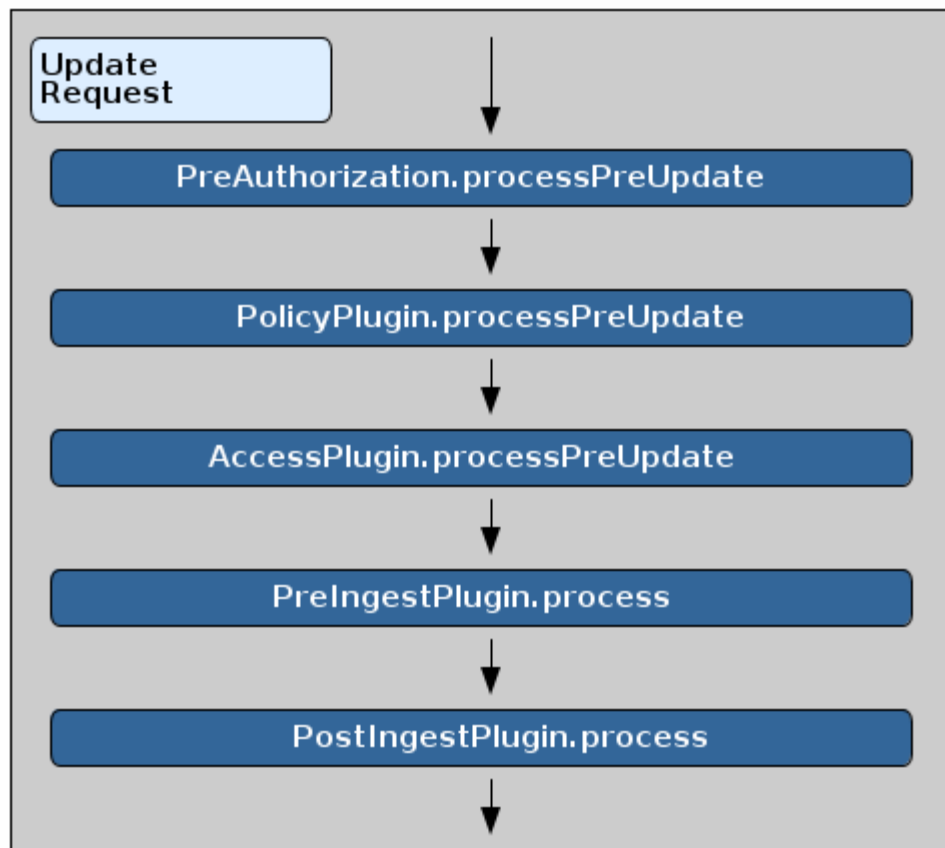 Update
Request
PreAuthorization.processPreUpdate
PolicyPlugin.processPreUpdate
AccessPlugin.processPreUpdate
PreIngestPlugin.process
PostIngestPlugin.process